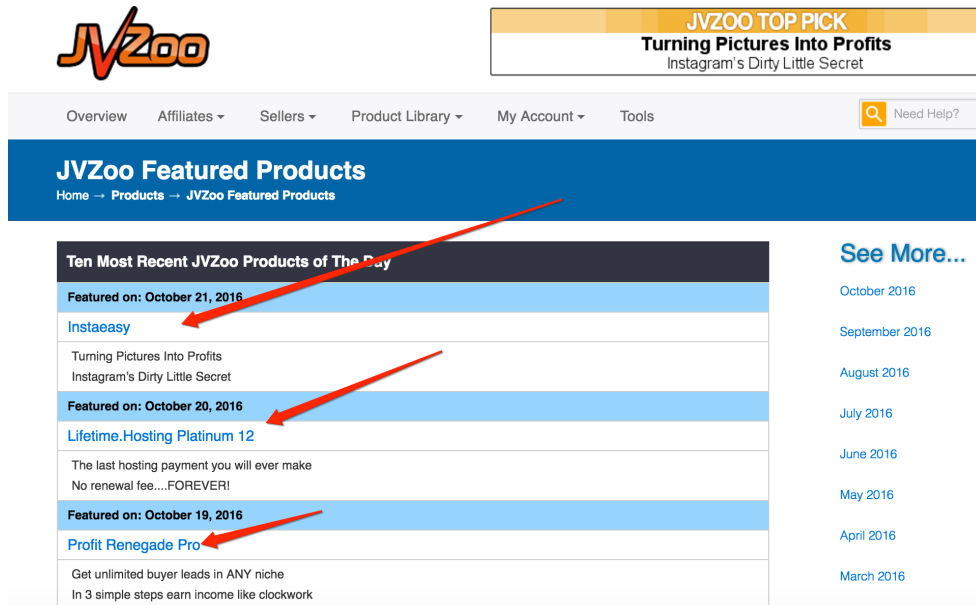 JVZoo
JVZOO TOP PICK
Turning Pictures Into Profits
Instagram's Dirty Little Secret
Overview Affiliates Sellers Product Library My Account Tools Need Help?
JVZoo Featured Products
Home → Products → JVZoo Featured Products
Ten Most Recent JVZoo Products of The Day
Featured on: October 21, 2016
Instaeasy
Turning Pictures Into Profits
Instagram's Dirty Little Secret
Featured on: October 20, 2016
Lifetime.Hosting Platinum 12
The last hosting payment you will ever make
No renewal fee....FOREVER!
Featured on: October 19, 2016
Profit Renegade Pro
Get unlimited buyer leads in ANY niche
In 3 simple steps earn income like clockwork
See More...
October 2016
September 2016
August 2016
July 2016
June 2016
May 2016
April 2016
March 2016